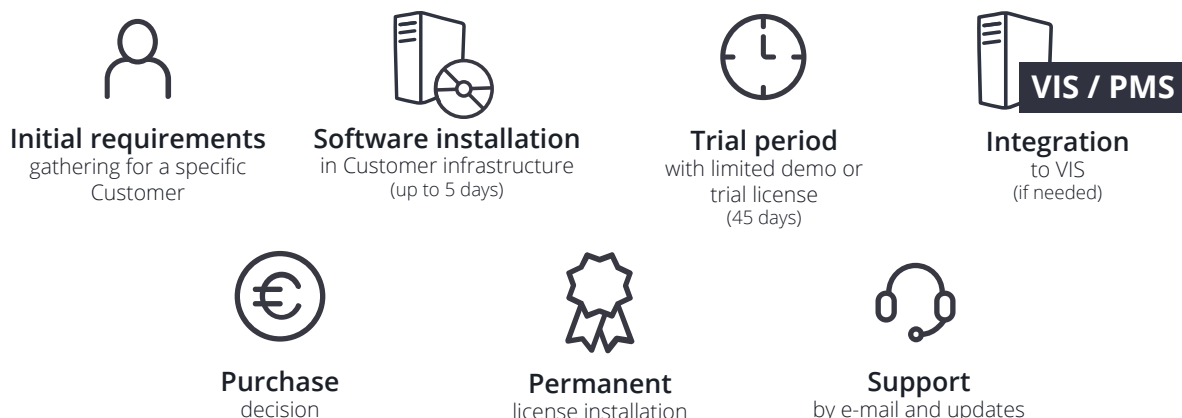 VIS / PMS
Initial requirements
gathering for a specific
Customer
Software installation
in Customer infrastructure
(up to 5 days)
Trial period
with limited demo or
trial license
(45 days)
Integration
to VIS
(if needed)
Purchase
decision
Permanent
license installation
Support
by e-mail and updates